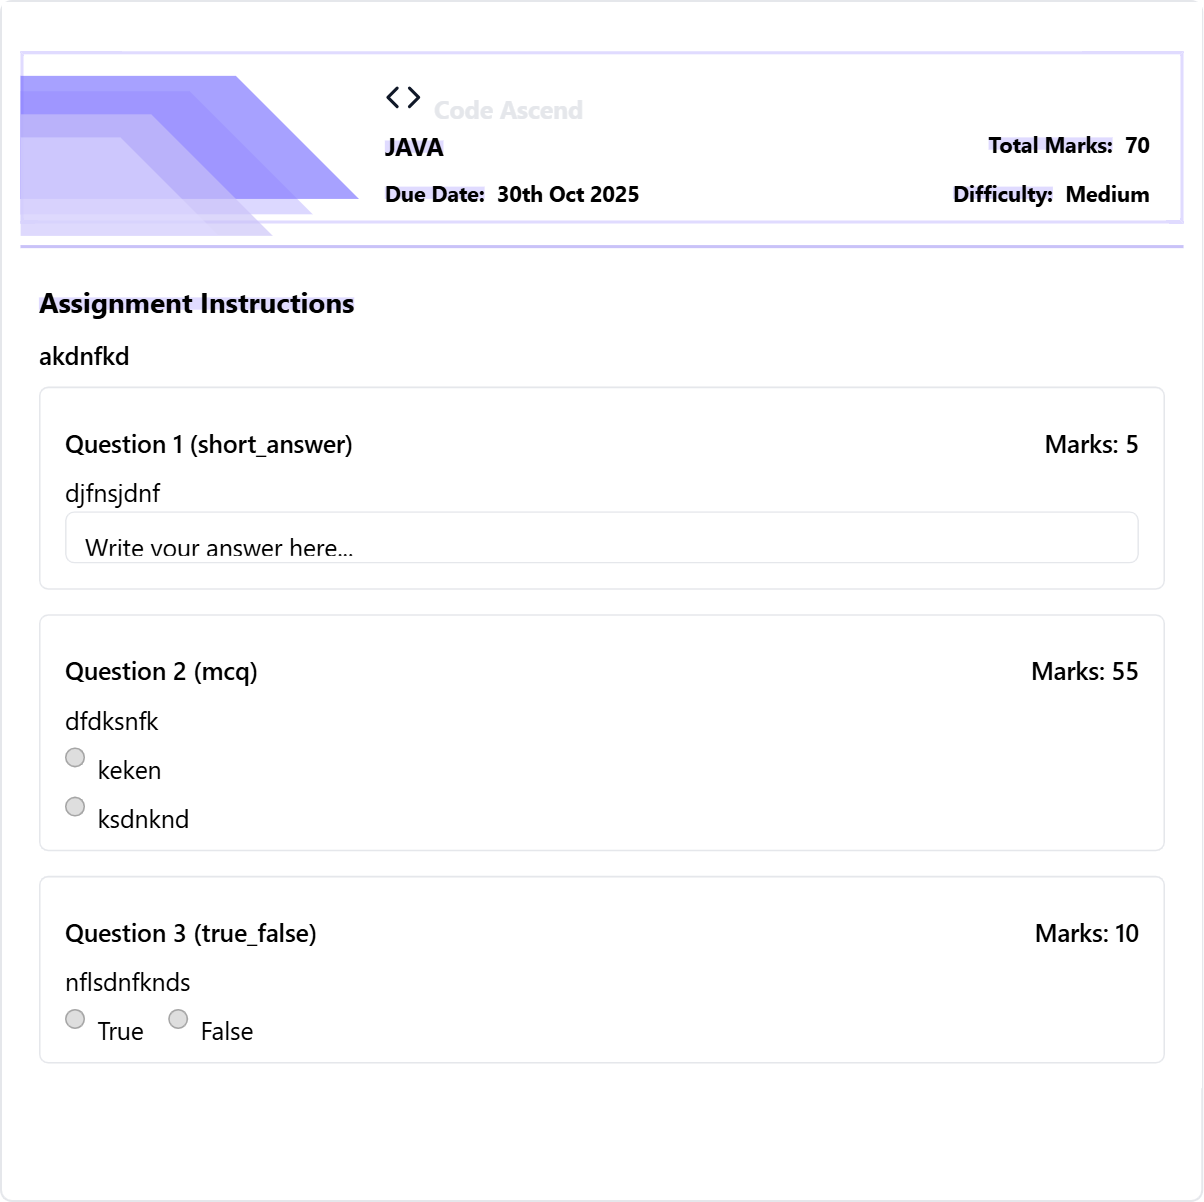 Code Ascend
JAVA
Total Marks: 70
Due Date: 30th Oct 2025
Difficulty: Medium
Assignment Instructions
akdnfkd
Question 1 (short_answer)
Marks: 5
djfnsjdnf
Write your answer here...
Question 2 (mcq)
Marks: 55
dfdksnfk
keken
ksdnknd
Question 3 (true_false)
Marks: 10
nflsdnfknds
True
False